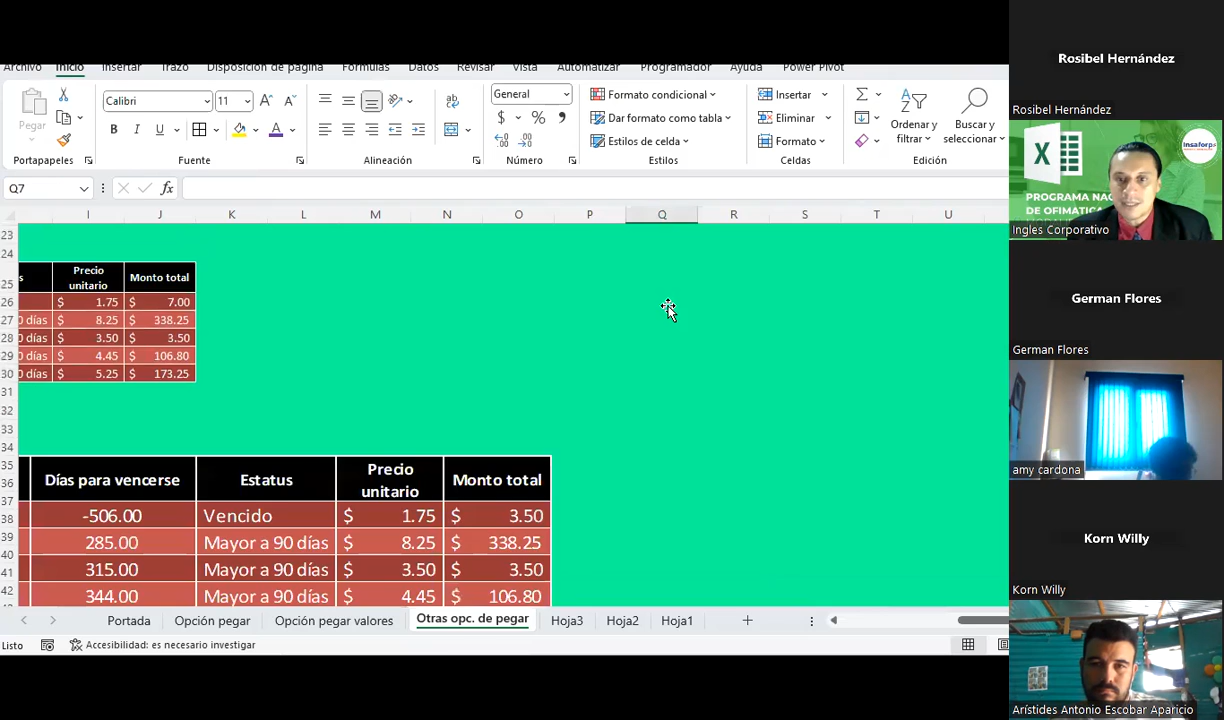 Archivo Inicio Insertar Trazo Disposición de página Fórmulas Datos Revisar Vista Automatizar Programador Ayuda Power Pivot
Pegar
Calibri 11
General
Formato condicional
Dar formato como tabla
Estilos de celda
Insertar
Eliminar
Formato
Ordenar y filtrar
Buscar y seleccionar
Portapapeles Fuente Alineación Número Estilos Celdas Edición
Q7 fx
I J K L M N O P Q R S T U
23
24
25 s Precio unitario Monto total
26 $ 1.75 $ 7.00
27 0 días $ 8.25 $ 338.25
28 0 días $ 3.50 $ 3.50
29 0 días $ 4.45 $ 106.80
30 0 días $ 5.25 $ 173.25
31
32
33
34
35
36
37
38
39
40
41
42
Días para vencerse Estatus Precio unitario Monto total
-506.00 Vencido $ 1.75 $ 3.50
285.00 Mayor a 90 días $ 8.25 $ 338.25
315.00 Mayor a 90 días $ 3.50 $ 3.50
344.00 Mayor a 90 días $ 4.45 $ 106.80
Portada Opción pegar Opción pegar valores Otras opc. de pegar Hoja3 Hoja2 Hoja1
Listo Accesibilidad: es necesario investigar
Rosibel Hernández
Rosibel Hernández
X
insaforp
PROGRAMA NAC
DE OFIMATICA
Ingles Corporativo
German Flores
German Flores
amy cardona
Korn Willy
Korn Willy
Arístides Antonio Escobar Aparicio